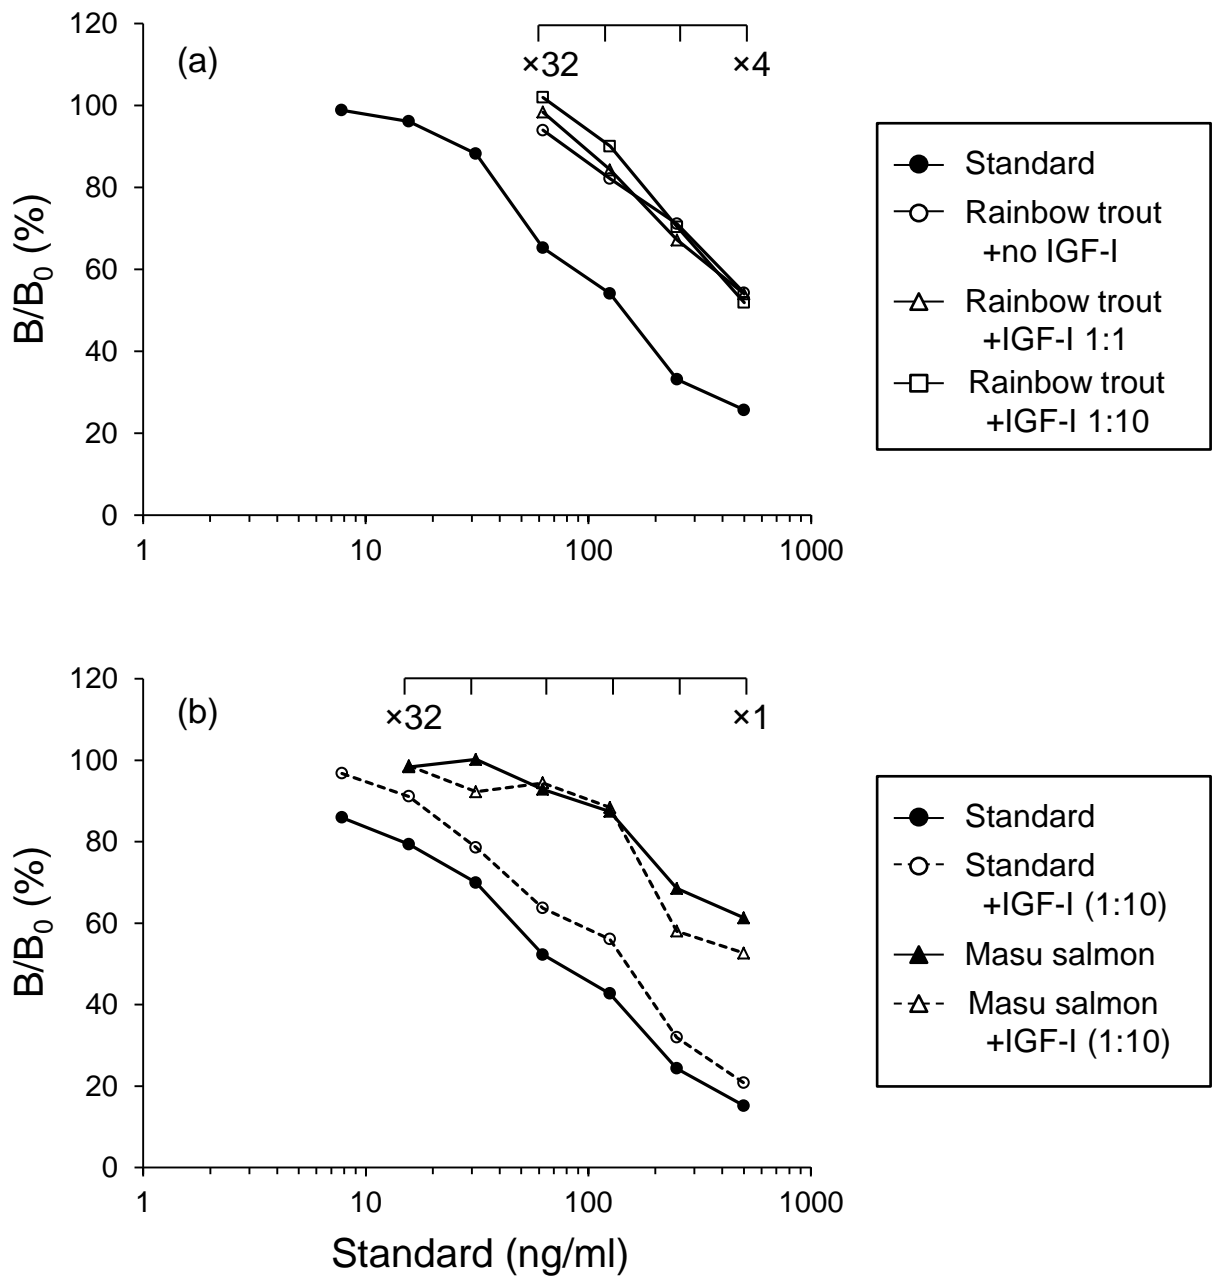 120
100
80
60
40
20
0
B/B0 (%)
(a)
×32 ×4
1 10 100 1000
Standard
Rainbow trout
+no IGF-I
Rainbow trout
+IGF-I 1:1
Rainbow trout
+IGF-I 1:10
120
100
80
60
40
20
0
B/B0 (%)
(b)
×32 ×1
1 10 100 1000
Standard (ng/ml)
Standard
Standard
+IGF-I (1:10)
Masu salmon
Masu salmon
+IGF-I (1:10)